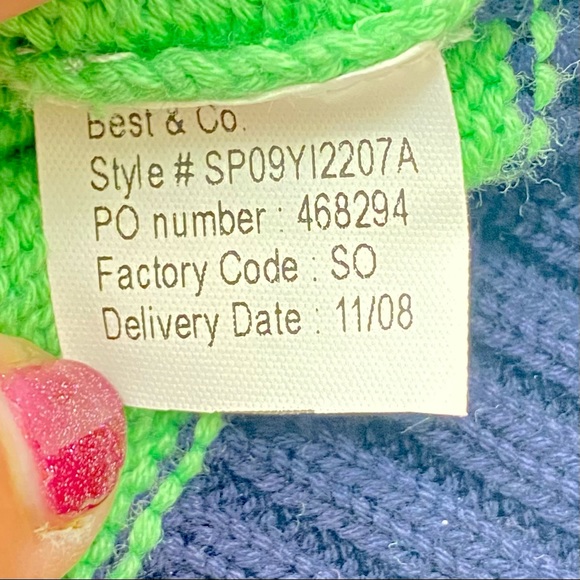 Best & Co.
Style # SP09YI2207A
PO number : 468294
Factory Code : SO
Delivery Date : 11/08